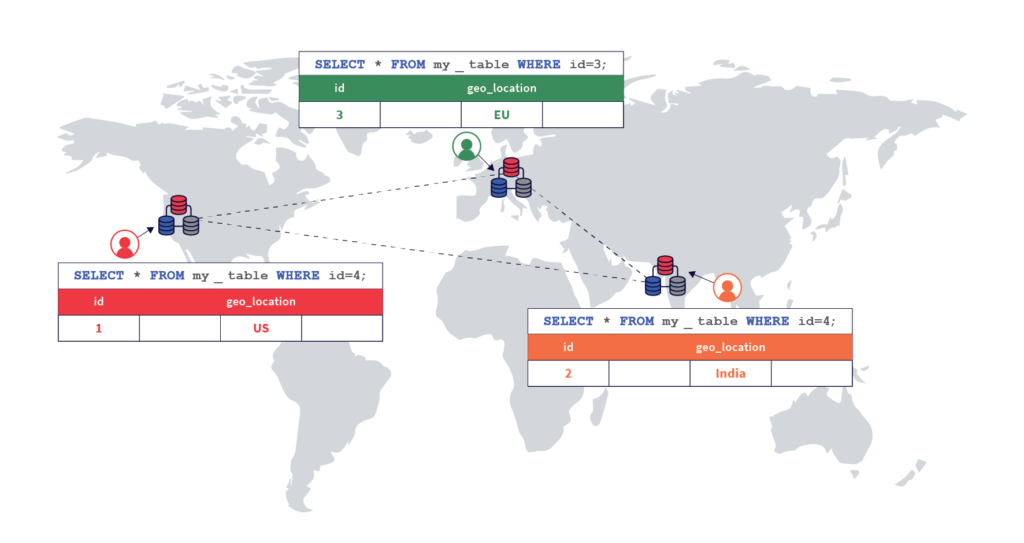 SELECT * FROM my _ table WHERE id=3;
id geo_location
3 EU
SELECT * FROM my _ table WHERE id=4;
id geo_location
1 US
SELECT * FROM my _ table WHERE id=4;
id geo_location
2 India